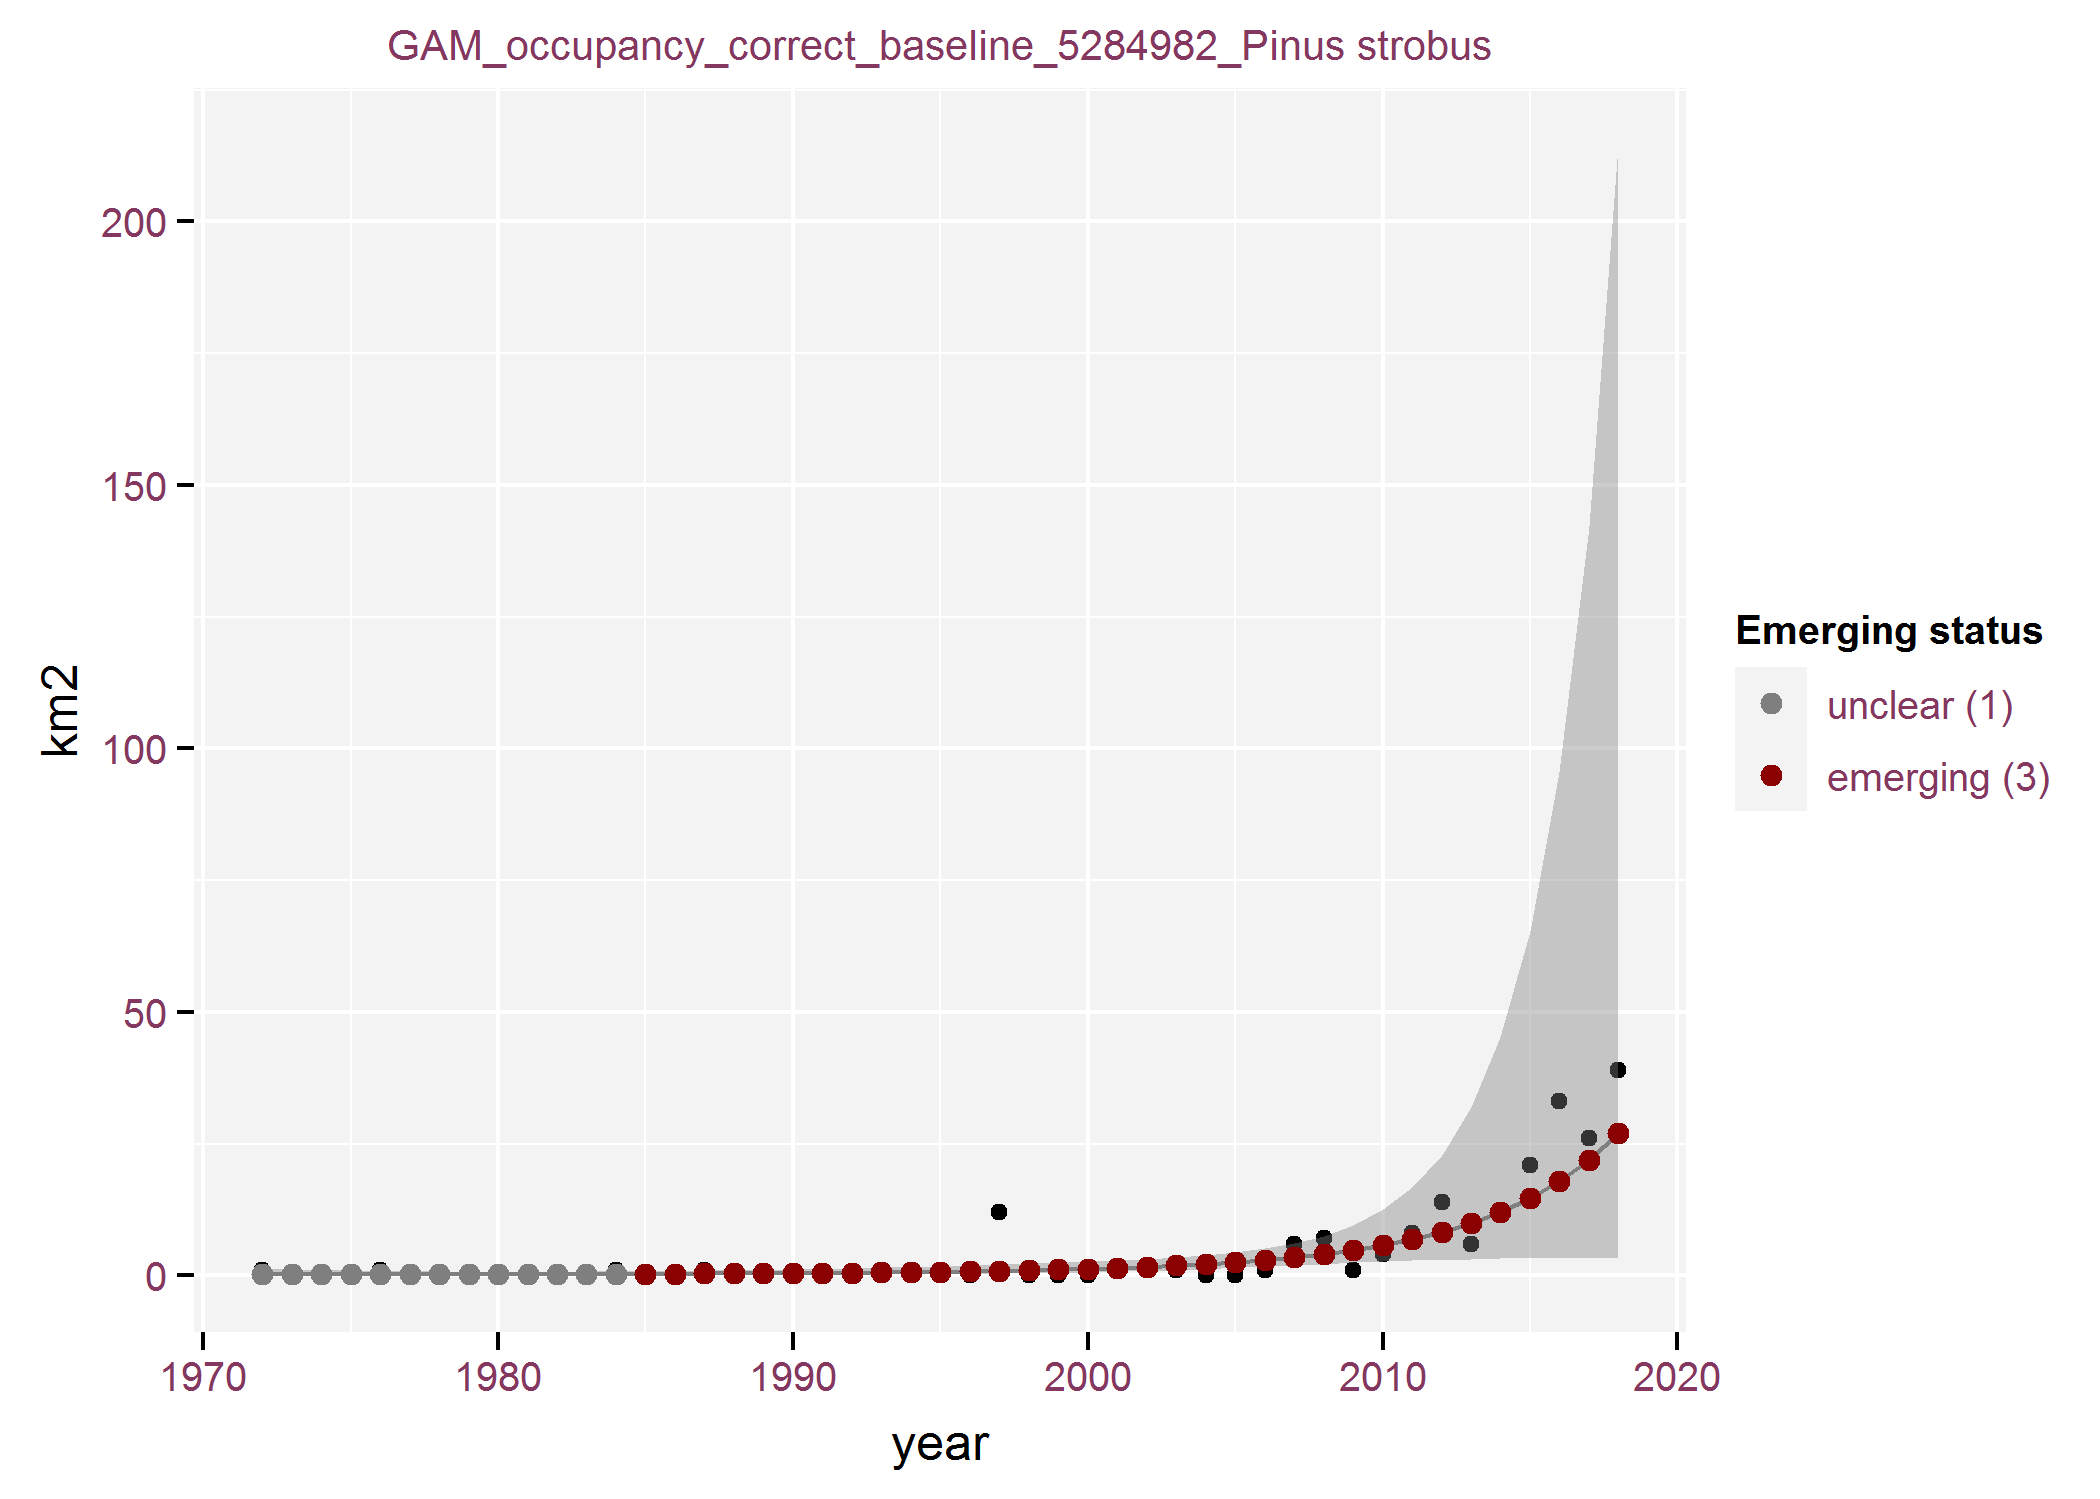 GAM_occupancy_correct_baseline_5284982_Pinus strobus
200
150
100
50
0
km2
1970 1980 1990 2000 2010 2020
year
Emerging status
unclear (1)
emerging (3)